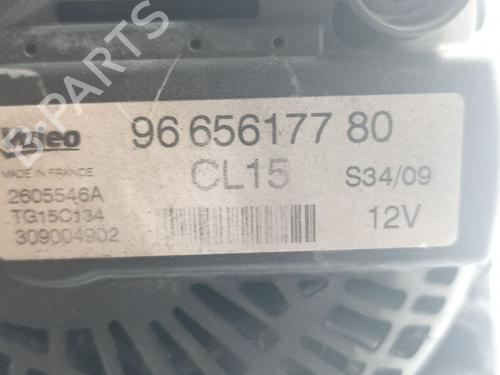 B-PARTS
Valeo
96 656177 80
MADE IN FRANCE
CL15
S34/09
2605546A
TG15C134
12V
309004902